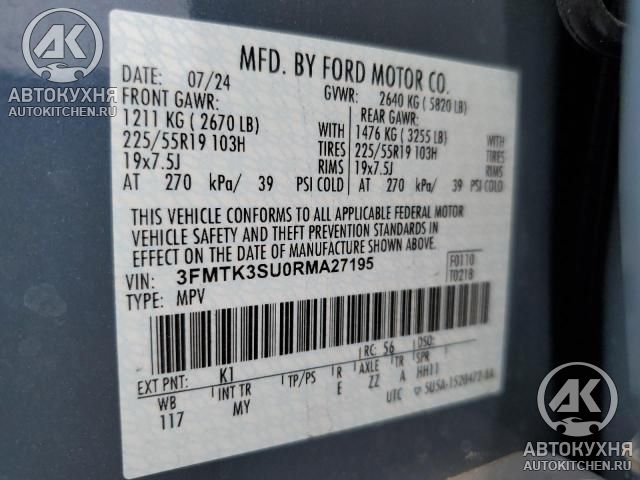 АВТОКУХНЯ
AUTOKITCHEN.RU
MFD. BY FORD MOTOR CO.
DATE: 07/24 GVWR: 2640 KG ( 5820 LB)
FRONT GAWR: REAR GAWR:
1211 KG ( 2670 LB) WITH 1476 KG ( 3255 LB) WITH
225/55R19 103H TIRES 225/55R19 103H TIRES
19x7.5J RIMS 19x7.5J RIMS
AT 270 kPa/ 39 PSI COLD AT 270 kPa/ 39 PSI COLD
THIS VEHICLE CONFORMS TO ALL APPLICABLE FEDERAL MOTOR
VEHICLE SAFETY AND THEFT PREVENTION STANDARDS IN
EFFECT ON THE DATE OF MANUFACTURE SHOWN ABOVE.
VIN: 3FMTK3SU0RMA27195 F0110
TYPE: MPV T0218
EXT PNT: K1 RC: 56 DSO:
WB INT TR TP/PS R AXLE TR SPR
117 MY E ZZ A HH11
UTC SU5A-1520472-AA
АВТОКУХНЯ
AUTOKITCHEN.RU